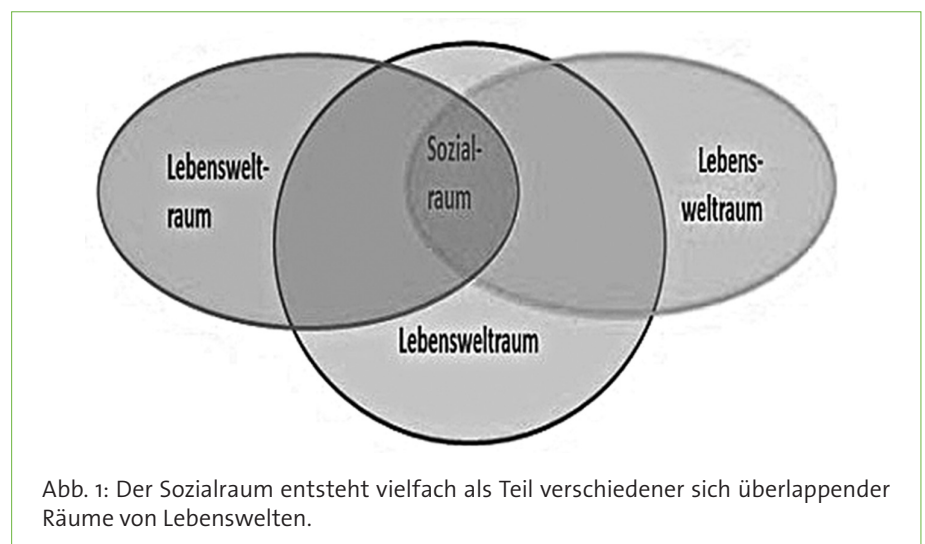 Lebenswelt-
raum
Sozial-
raum
Lebens-
weltraum
Lebensweltraum
Abb. 1: Der Sozialraum entsteht vielfach als Teil verschiedener sich überlappender
Räume von Lebenswelten.